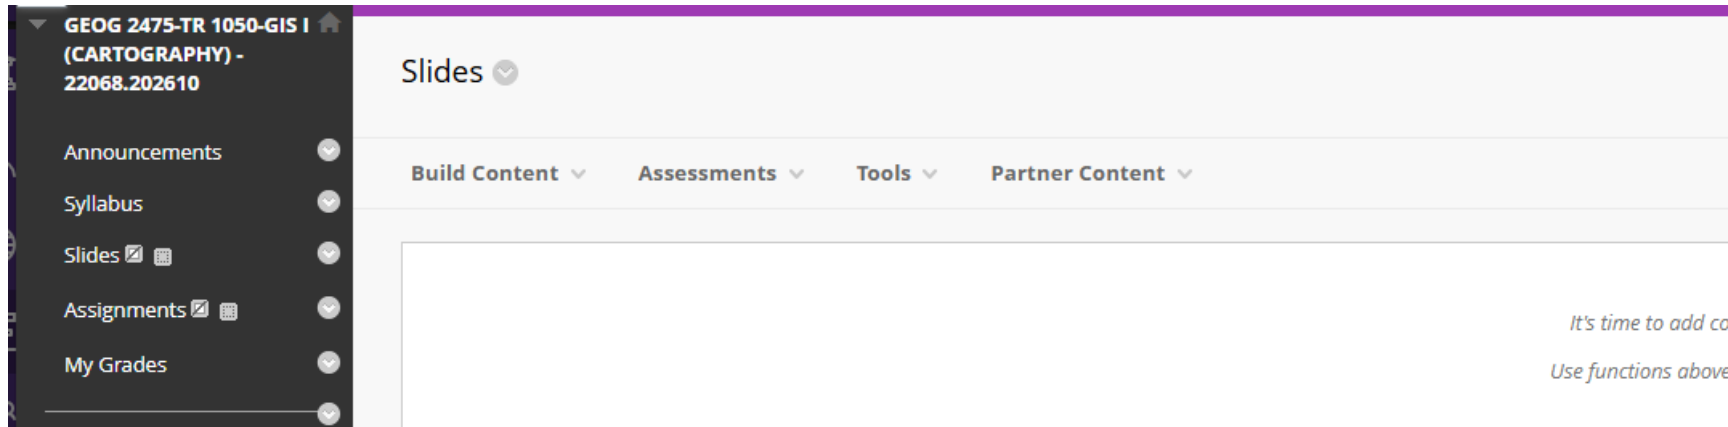 GEOG 2475-TR 1050-GIS I
(CARTOGRAPHY) -
22068.202610
Announcements
Syllabus
Slides
Assignments
My Grades
Slides
Build Content
Assessments
Tools
Partner Content
It's time to add
Use functions above